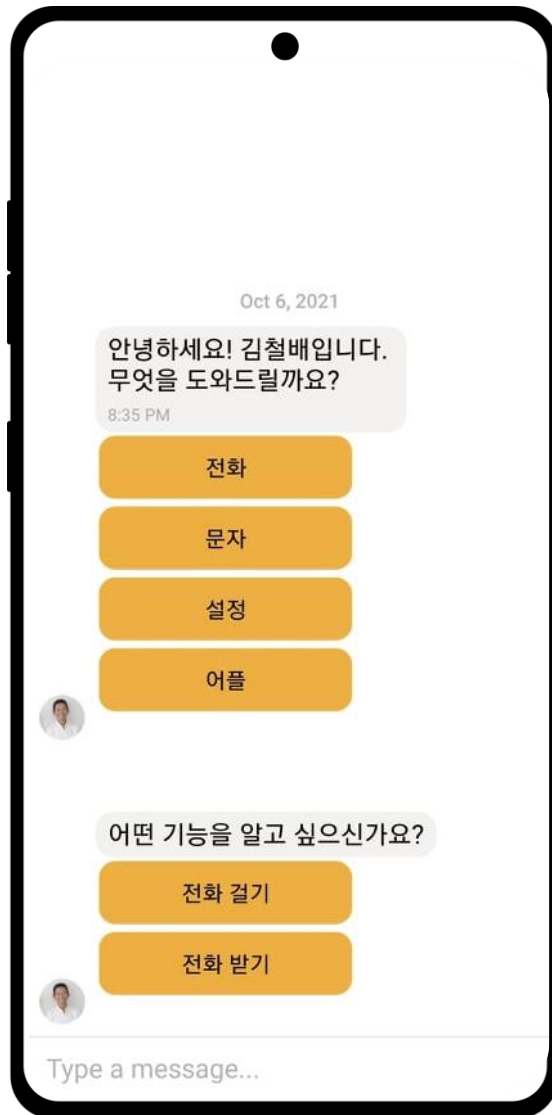 Oct 6, 2021
안녕하세요! 김철배입니다.
무엇을 도와드릴까요?
8:35 PM
전화
문자
설정
어플
어떤 기능을 알고 싶으신가요?
전화 걸기
전화 받기
Type a message...